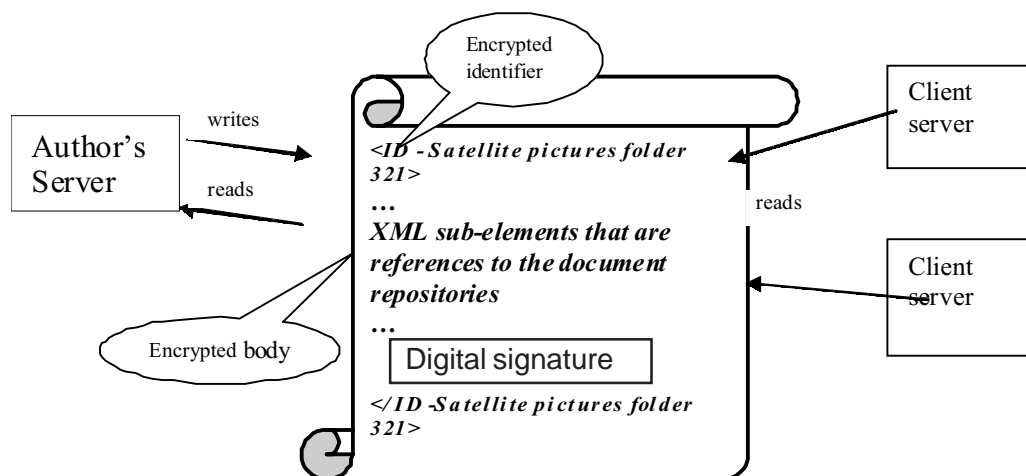 Encrypted
identifier
Author's
Server
writes
reads
<ID - Satellite pictures folder
321>
...
XML sub-elements that are
references to the document
repositories
...
Digital signature
</ID -Satellite pictures folder
321>
Encrypted body
Client
server
reads
Client
server